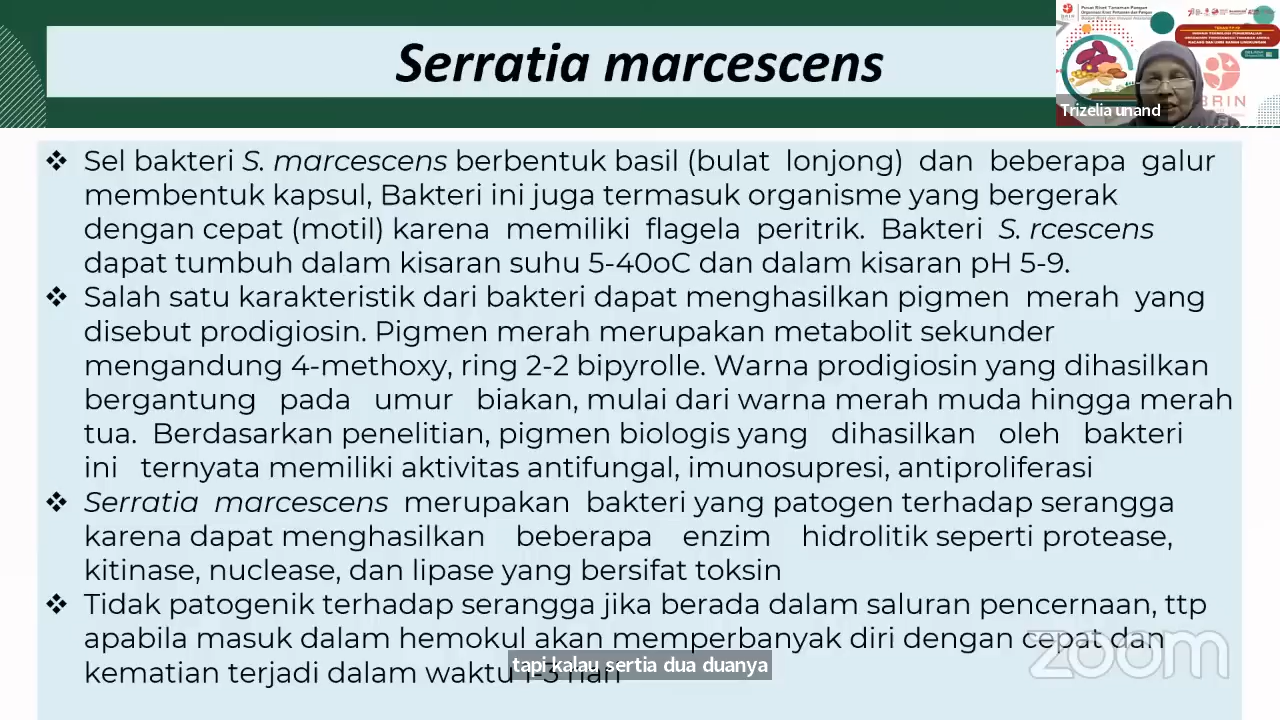 Serratia marcescens
BRIN
Pusat Riset Tanaman Pangan
BRIN
Trizelia unand
❖ Sel bakteri S. marcescens berbentuk basil (bulat lonjong) dan beberapa galur
membentuk kapsul, Bakteri ini juga termasuk organisme yang bergerak
dengan cepat (motil) karena memiliki flagela peritrik. Bakteri S. rcescens
dapat tumbuh dalam kisaran suhu 5-40oC dan dalam kisaran pH 5-9.
❖ Salah satu karakteristik dari bakteri dapat menghasilkan pigmen merah yang
disebut prodigiosin. Pigmen merah merupakan metabolit sekunder
mengandung 4-methoxy, ring 2-2 bipyrolle. Warna prodigiosin yang dihasilkan
bergantung pada umur biakan, mulai dari warna merah muda hingga merah
tua. Berdasarkan penelitian, pigmen biologis yang dihasilkan oleh bakteri
ini ternyata memiliki aktivitas antifungal, imunosupresi, antiproliferasi
❖ Serratia marcescens merupakan bakteri yang patogen terhadap serangga
karena dapat menghasilkan beberapa enzim hidrolitik seperti protease,
kitinase, nuclease, dan lipase yang bersifat toksin
❖ Tidak patogenik terhadap serangga jika berada dalam saluran pencernaan, ttp
apabila masuk dalam hemokul akan memperbanyak diri dengan cepat dan
kematian terjadi dalam waktu 1-3 hari
tapi kalau sertia dua duanya
zoom